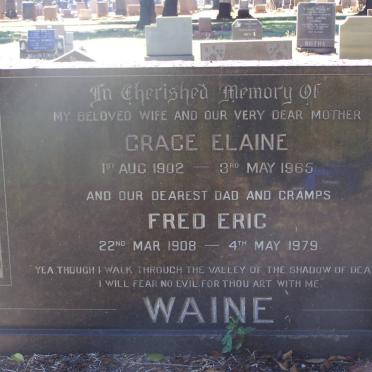 In Cherished Memory Of
MY BELOVED WIFE AND OUR VERY DEAR MOTHER
GRACE ELAINE
1ST AUG 1902 — 3RD MAY 1965
AND OUR DEAREST DAD AND GRAMPS
FRED ERIC
22ND MAR 1908 — 4TH MAY 1979
"YEA THOUGH I WALK THROUGH THE VALLEY OF THE SHADOW OF DEA
I WILL FEAR NO EVIL FOR THOU ART WITH ME
WAINE